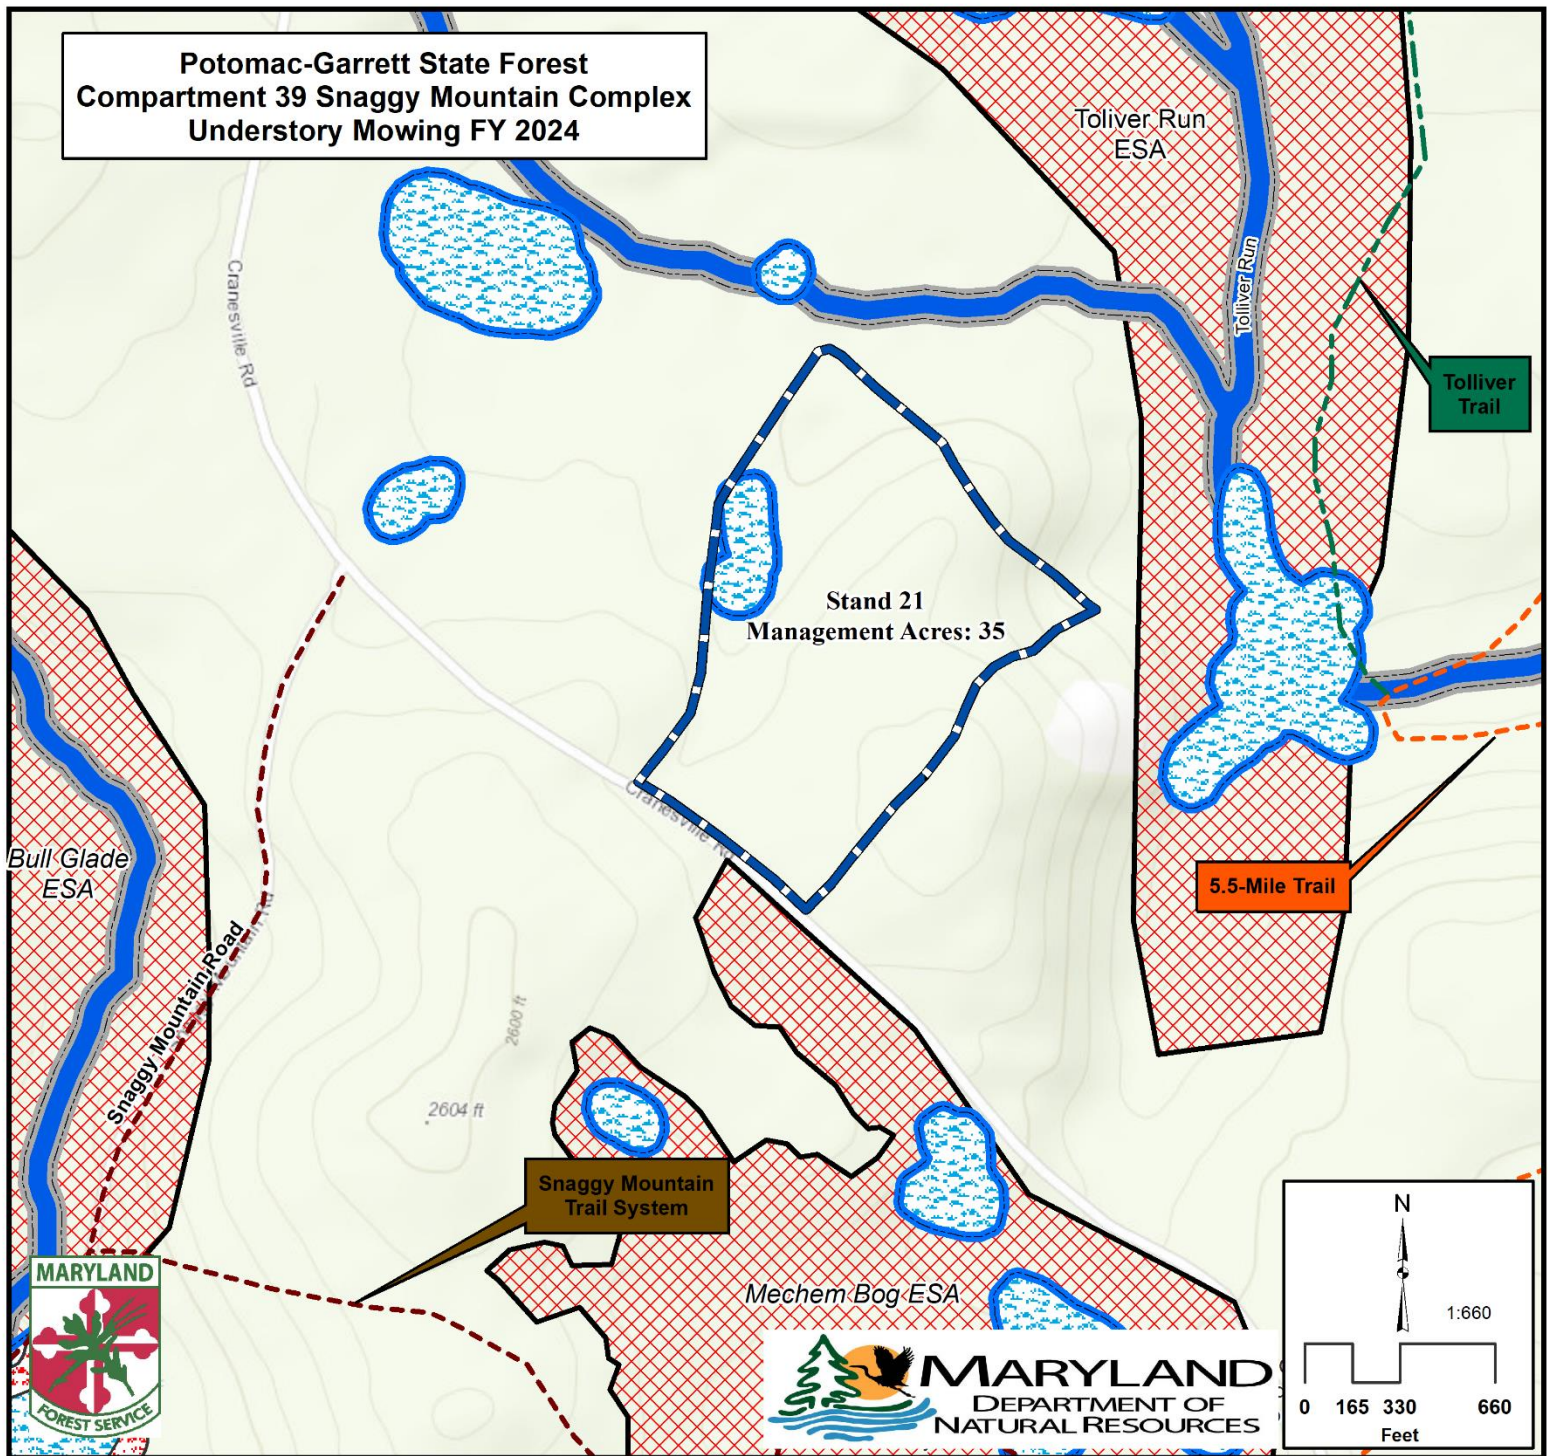 Potomac-Garrett State Forest
Compartment 39 Snaggy Mountain Complex
Understory Mowing FY 2024
Toliver Run
ESA
Tolliver Run
Cranesville Rd
Tolliver
Trail
Stand 21
Management Acres: 35
Cranesville Rd
Bull Glade
ESA
5.5-Mile Trail
Snaggy Mountain Road
2600 ft
2604 ft
Snaggy Mountain
Trail System
Mechem Bog ESA
MARYLAND
FOREST SERVICE
MARYLAND
DEPARTMENT OF
NATURAL RESOURCES
N
1:660
0 165 330 660
Feet